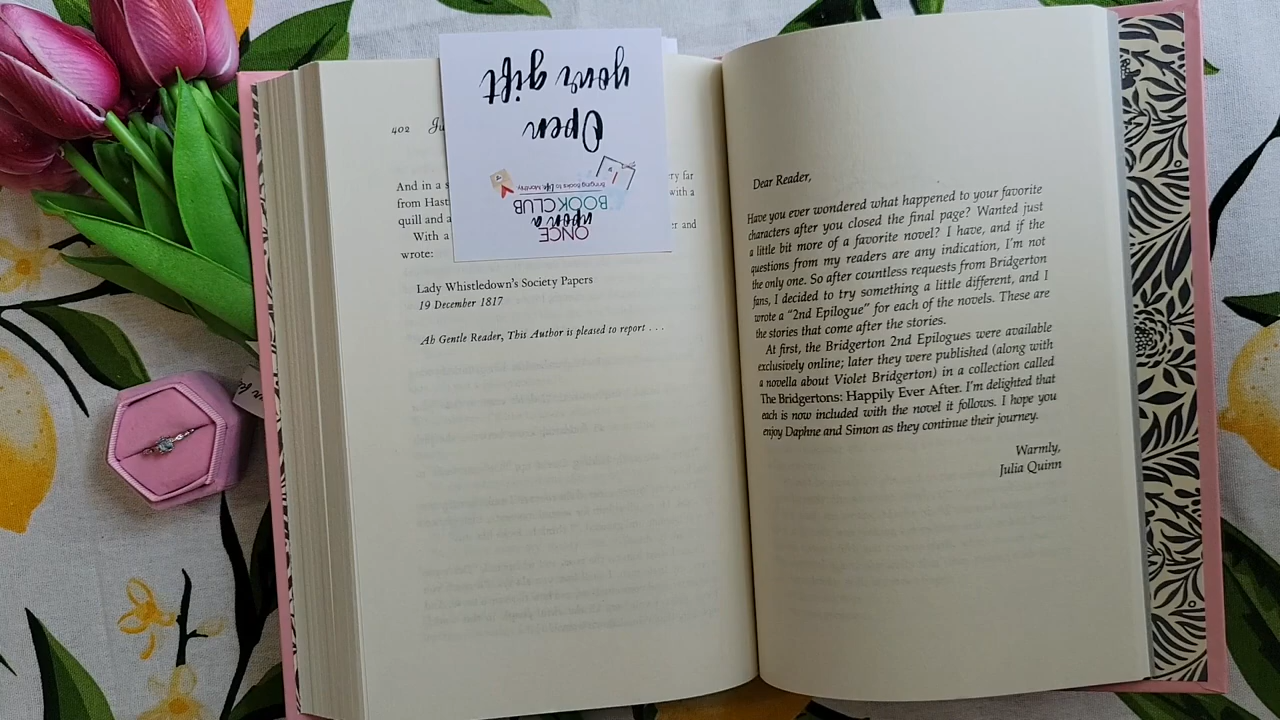 402
And in a
ry far
from Hast
with a
quill and a
With a
er and
wrote:
Lady Whistledown's Society Papers
19 December 1817
Ah Gentle Reader, This Author is pleased to report . . .
Open
your gift
ONCE
upon a
BOOK CLUB
Bringing Books to Life, Monthly
Dear Reader,
Have you ever wondered what happened to your favorite
characters after you closed the final page? Wanted just
a little bit more of a favorite novel? I have, and if the
questions from my readers are any indication, I'm not
the only one. So after countless requests from Bridgerton
fans, I decided to try something a little different, and I
wrote a “2nd Epilogue” for each of the novels. These are
the stories that come after the stories.
At first, the Bridgerton 2nd Epilogues were available
exclusively online; later they were published (along with
a novella about Violet Bridgerton) in a collection called
The Bridgertons: Happily Ever After. I'm delighted that
each is now included with the novel it follows. I hope you
enjoy Daphne and Simon as they continue their journey.
Warmly,
Julia Quinn